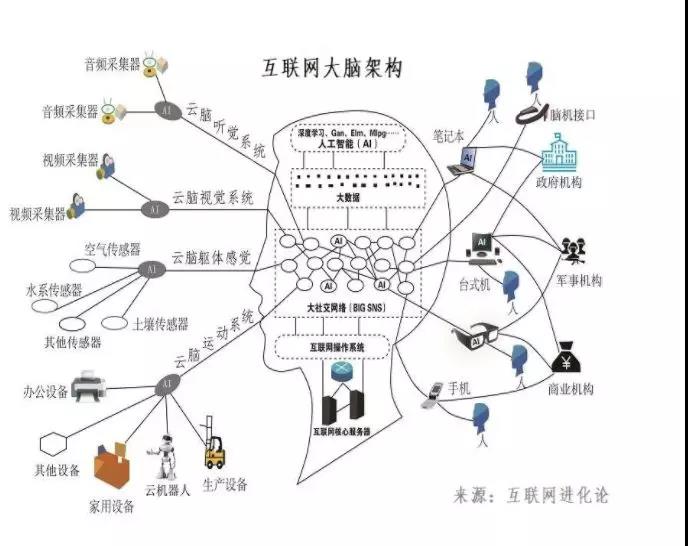 互联网大脑架构
音频采集器
音频采集器
AI
云脑听觉系统
视频采集器
视频采集器
AI
云脑视觉系统
空气传感器
AI
云脑躯体感觉
水系传感器
其他传感器
土壤传感器
云脑运动系统
AI
办公设备
其他设备
家用设备
云机器人
生产设备
深度学习、Gan、Elm、Mlpg……
人工智能（AI）
大数据
AI
AI
AI
大社交网络（BIG SNS）
互联网操作系统
互联网核心服务器
笔记本
AI
人
人
脑机接口
政府机构
AI
台式机
人
军事机构
AI
人
商业机构
手机
人
来源：互联网进化论